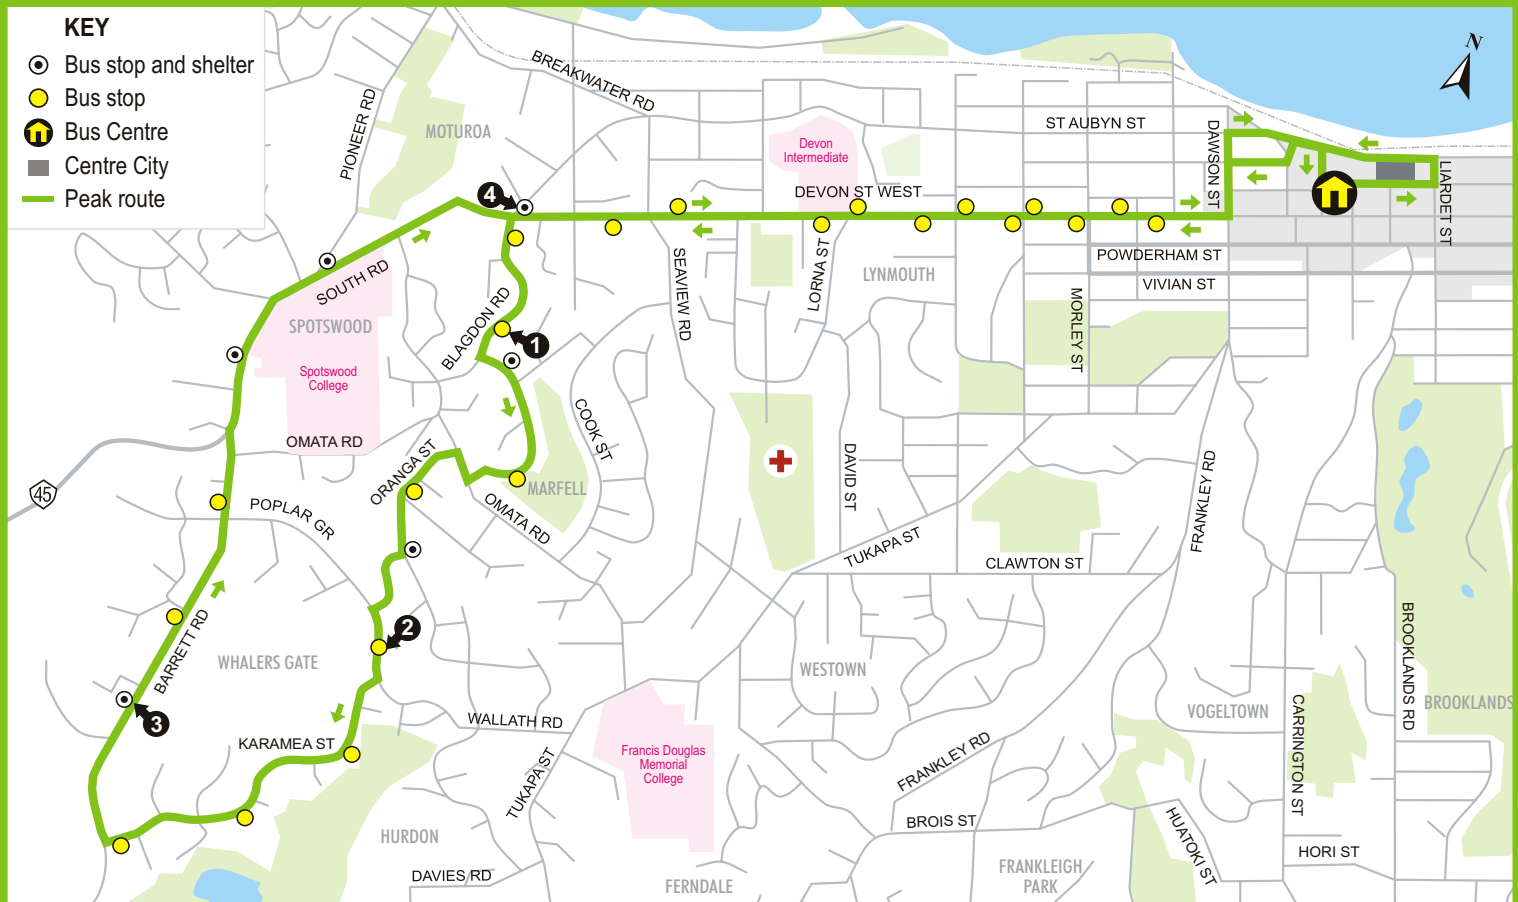 KEY
Bus stop and shelter
Bus stop
Bus Centre
Centre City
Peak route
N
BREAKWATER RD
PIONEER RD
MOTUROA
ST AUBYN ST
DAWSON ST
Devon
Intermediate
DEVON ST WEST
LIARDET ST
4
SOUTH RD
SPOTSWOOD
Spotswood
College
BLAGDON RD
1
SEAVIEW RD
LORNA ST
LYNMOUTH
POWDERHAM ST
VIVIAN ST
MORLEY ST
OMATA RD
COOK ST
ORANGA ST
MARFELL
OMATA RD
45
POPLAR GR
DAVID ST
TUKAPA ST
CLAWTON ST
FRANKLEY RD
BROOKLANDS RD
BARRETT RD
2
WHALERS GATE
3
KARAMEA ST
WALLATH RD
TUKAPA ST
WESTOWN
Francis Douglas
Memorial
College
FRANKLEY RD
VOGELTOWN
CARRINGTON ST
BROOKLANDS
HURDON
DAVIES RD
FERNDALE
BROIS ST
FRANKLEIGH
PARK
HUATOKI ST
HORI ST